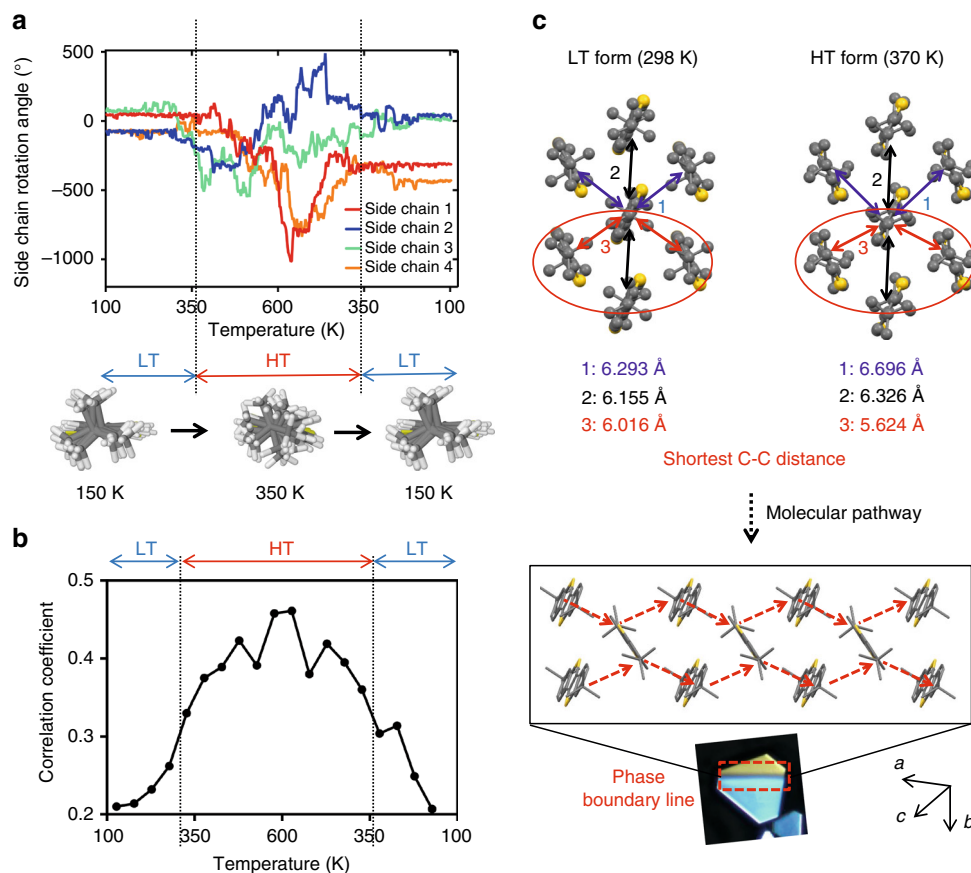 a
Side chain rotation angle (°)
500
0
−500
−1000
Side chain 1
Side chain 2
Side chain 3
Side chain 4
100 350 600 350 100
Temperature (K)
LT HT LT
150 K 350 K 150 K
b
LT HT LT
Correlation coefficient
0.5
0.4
0.3
0.2
100 350 600 350 100
Temperature (K)
c
LT form (298 K) HT form (370 K)
2 2
1 1
3 3
1: 6.293 Å 1: 6.696 Å
2: 6.155 Å 2: 6.326 Å
3: 6.016 Å 3: 5.624 Å
Shortest C-C distance
Molecular pathway
Phase
boundary line
a
c
b